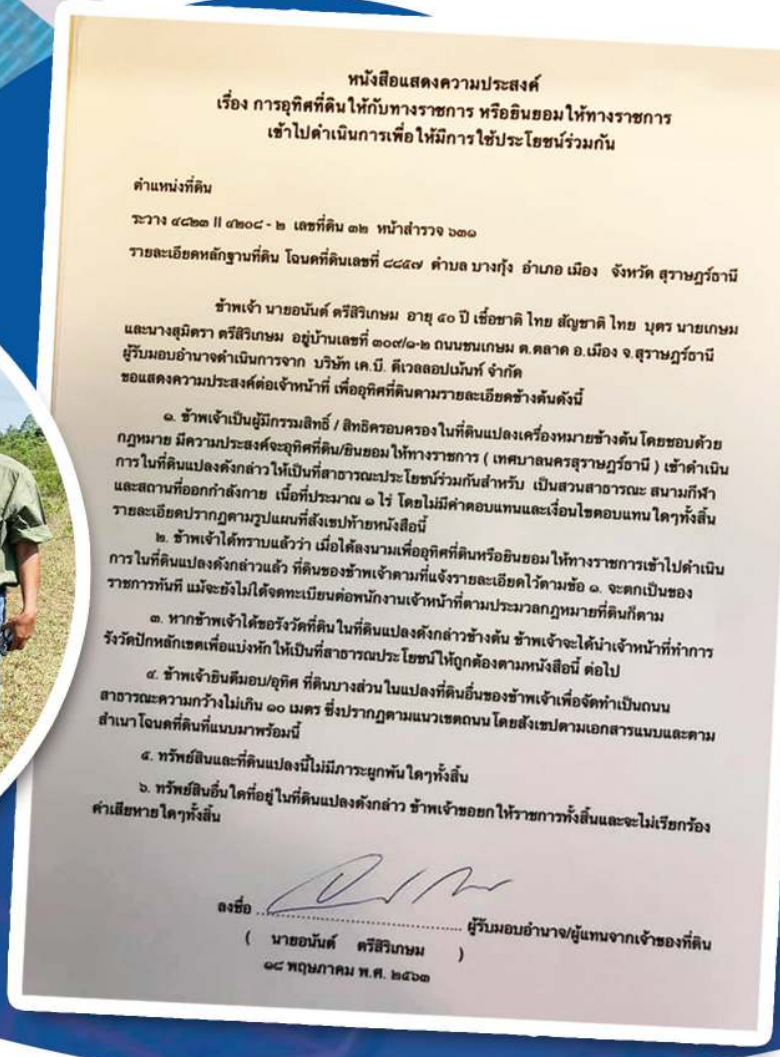 หนังสือแสดงความประสงค์
เรื่อง การอุทิศที่ดินให้กับทางราชการ หรือยินยอมให้ทางราชการ
เข้าไปดำเนินการเพื่อให้มีการใช้ประโยชน์ร่วมกัน
ตำแหน่งที่ดิน
ระวาง ๔๘๒๓ II ๔๒๐๘ - ๒ เลขที่ดิน ๓๒ หน้าสำรวจ ๖๓๑
รายละเอียดหลักฐานที่ดิน โฉนดที่ดินเลขที่ ๘๘๕๗ ตำบล บางกุ้ง อำเภอ เมือง จังหวัด สุราษฎร์ธานี
ข้าพเจ้า นายอนันต์ ตรีสิริเกษม อายุ ๔๐ ปี เชื้อชาติ ไทย สัญชาติ ไทย บุตร นายเกษม
และนางสุมิตรา ตรีสิริเกษม อยู่บ้านเลขที่ ๓๐๙/๑-๒ ถนนชนเกษม ต.ตลาด อ.เมือง จ.สุราษฎร์ธานี
ผู้รับมอบอำนาจดำเนินการจาก บริษัท เค.บี. ดีเวลลอปเม้นท์ จำกัด
ขอแสดงความประสงค์ต่อเจ้าหน้าที่ เพื่ออุทิศที่ดินตามรายละเอียดข้างต้นดังนี้
๑. ข้าพเจ้าเป็นผู้มีกรรมสิทธิ์ / สิทธิครอบครองในที่ดินแปลงเครื่องหมายข้างต้นโดยชอบด้วย
กฎหมาย มีความประสงค์จะอุทิศที่ดิน/ยินยอมให้ทางราชการ ( เทศบาลนครสุราษฎร์ธานี ) เข้าดำเนิน
การในที่ดินแปลงดังกล่าวให้เป็นที่สาธารณะประโยชน์ร่วมกันสำหรับ เป็นสวนสาธารณะ สนามกีฬา
และสถานที่ออกกำลังกาย เนื้อที่ประมาณ ๑ ไร่ โดยไม่มีค่าตอบแทนและเงื่อนไขตอบแทนใดๆทั้งสิ้น
รายละเอียดปรากฏตามรูปแผนที่สังเขปท้ายหนังสือนี้
๒. ข้าพเจ้าได้ทราบแล้วว่า เมื่อได้ลงนามเพื่ออุทิศที่ดินหรือยินยอมให้ทางราชการเข้าไปดำเนิน
การในที่ดินแปลงดังกล่าวแล้ว ที่ดินของข้าพเจ้าตามที่แจ้งรายละเอียดไว้ตามข้อ ๑. จะตกเป็นของ
ราชการทันที แม้จะยังไม่ได้จดทะเบียนต่อพนักงานเจ้าหน้าที่ตามประมวลกฎหมายที่ดินก็ตาม
๓. หากข้าพเจ้าได้ขอรังวัดที่ดินในที่ดินแปลงดังกล่าวข้างต้น ข้าพเจ้าจะได้นำเจ้าหน้าที่ทำการ
รังวัดปักหลักเขตเพื่อแบ่งหักให้เป็นที่สาธารณประโยชน์ให้ถูกต้องตามหนังสือนี้ ต่อไป
๔. ข้าพเจ้ายินดีมอบ/อุทิศ ที่ดินบางส่วนในแปลงที่ดินอื่นของข้าพเจ้าเพื่อจัดทำเป็นถนน
สาธารณะความกว้างไม่เกิน ๑๐ เมตร ซึ่งปรากฏตามแนวเขตถนนโดยสังเขปตามเอกสารแนบและตาม
สำเนาโฉนดที่ดินที่แนบมาพร้อมนี้
๕. ทรัพย์สินและที่ดินแปลงนี้ไม่มีภาระผูกพันใดๆทั้งสิ้น
๖. ทรัพย์สินอื่นใดที่อยู่ในที่ดินแปลงดังกล่าว ข้าพเจ้าขอยกให้ราชการทั้งสิ้นและจะไม่เรียกร้อง
ค่าเสียหายใดๆทั้งสิ้น
ลงชื่อ ........................................ ผู้รับมอบอำนาจ/ผู้แทนจากเจ้าของที่ดิน
( นายอนันต์ ตรีสิริเกษม )
๑๘ พฤษภาคม พ.ศ. ๒๕๖๓